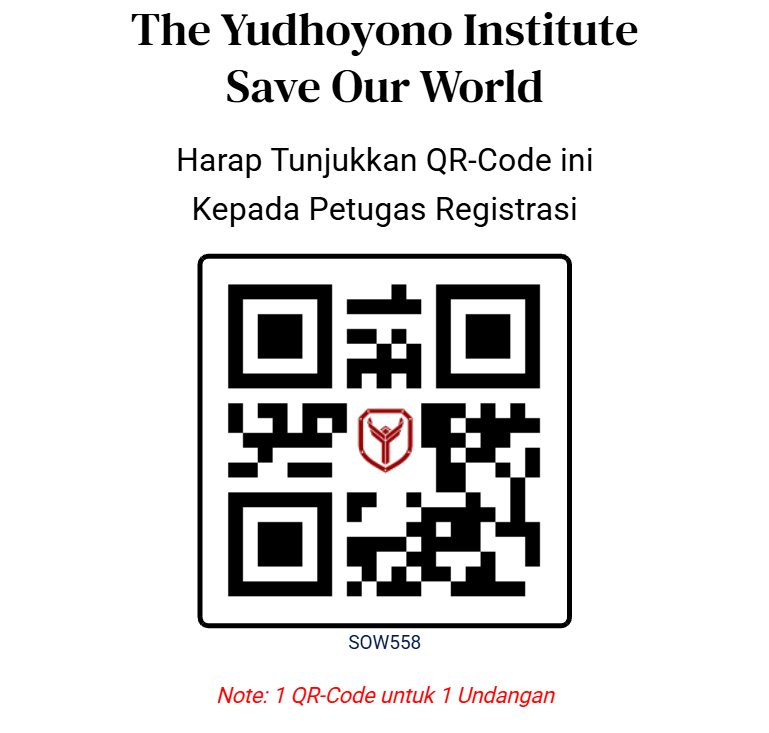 The Yudhoyono Institute
Save Our World
Harap Tunjukkan QR-Code ini
Kepada Petugas Registrasi
SOW558
Note: 1 QR-Code untuk 1 Undangan